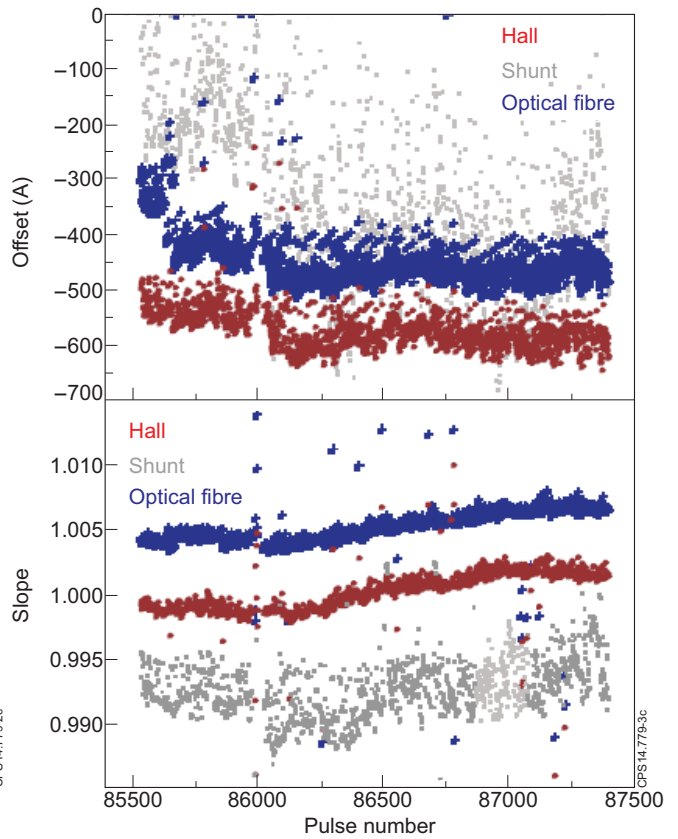 0
−100
−200
−300
−400
−500
−600
−700
Offset (A)
Hall
Shunt
Optical fibre
1.010
1.005
1.000
0.995
0.990
Slope
Hall
Shunt
Optical fibre
85500 86000 86500 87000 87500
Pulse number
CPS14.779-3c